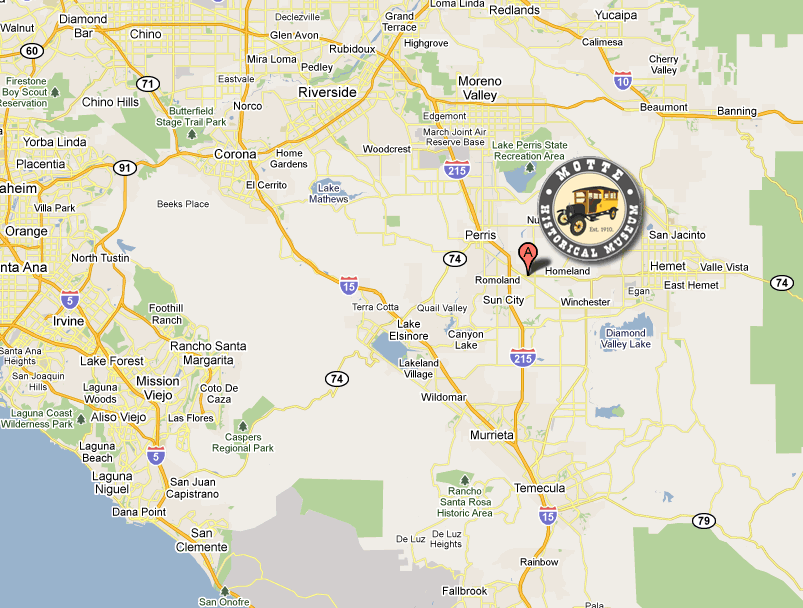 Loma Linda
Redlands
Yucaipa
Declezville
Grand
Terrace
Walnut
Diamond
Bar
Chino
Glen Avon
Rubidoux
Highgrove
Calimesa
60
Mira Loma
Pedley
Cherry
Valley
Firestone
Boy Scout
Reservation
71
Eastvale
Riverside
Moreno
Valley
10
Chino Hills
Norco
Butterfield
Stage Trail Park
Edgemont
Beaumont
Banning
March Joint Air
Reserve Base
Yorba Linda
Placentia
91
Corona
Home
Gardens
Woodcrest
Lake Perris State
Recreation Area
215
aheim
El Cerrito
Lake
Mathews
MOTTE
HISTORICAL MUSEUM
Est. 1910.
Villa Park
Beeks Place
Orange
Nu
Perris
San Jacinto
North Tustin
nta Ana
74
A
Romoland
Homeland
Hemet
Valle Vista
74
East Hemet
Egan
5
15
Sun City
Winchester
Irvine
Foothill
Ranch
Terra Cotta
Quail Valley
Lake
Elsinore
Canyon
Lake
Diamond
Valley Lake
Santa Ana
Heights
Lake Forest
Rancho Santa
Margarita
215
San Joaquin
Hills
Mission
Viejo
Lakeland
Village
74
Laguna
Woods
Coto De
Caza
Wildomar
Laguna Coast
Wilderness Park
Aliso Viejo
Las Flores
Caspers
Regional Park
Murrieta
Laguna
Beach
5
Laguna
Niguel
San Juan
Capistrano
Rancho
Santa Rosa
Historic Area
Temecula
Dana Point
15
79
San
Clemente
De Luz
De Luz
Heights
Rainbow
Fallbrook
San Onofre
Pala